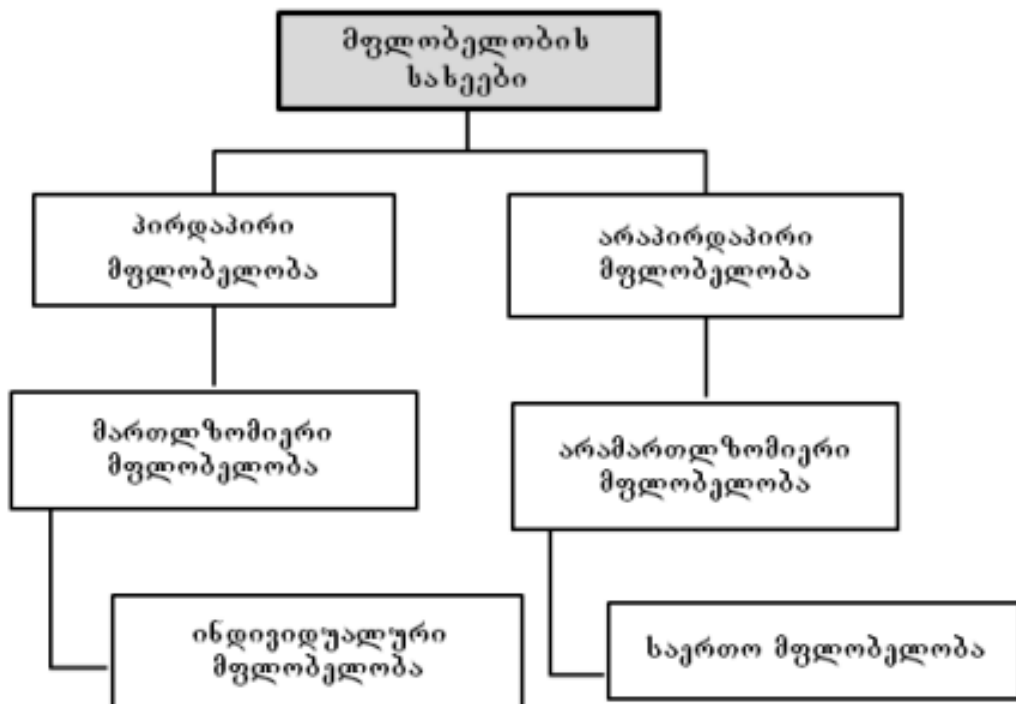 მფლობელობის
სახეები
პირდაპირი
მფლობელობა
არაპირდაპირი
მფლობელობა
მართლზომიერი
მფლობელობა
არამართლზომიერი
მფლობელობა
ინდივიდუალური
მფლობელობა
საერთო მფლობელობა